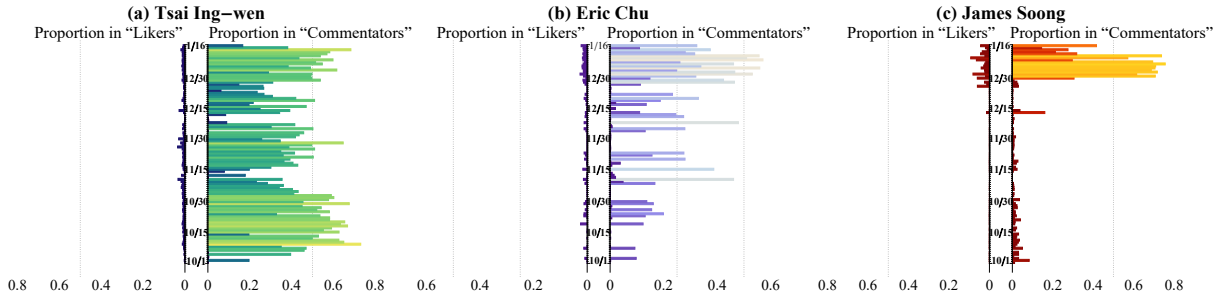 (a) Tsai Ing−wen
Proportion in “Likers” Proportion in “Commentators”
1/16
12/30
12/15
11/30
11/15
10/30
10/15
10/1
0.8 0.6 0.4 0.2 0 0 0.2 0.4 0.6 0.8
(b) Eric Chu
Proportion in “Likers” Proportion in “Commentators”
1/16
12/30
12/15
11/30
11/15
10/30
10/15
10/1
0.8 0.6 0.4 0.2 0 0 0.2 0.4 0.6 0.8
(c) James Soong
Proportion in “Likers” Proportion in “Commentators”
1/16
12/30
12/15
11/30
11/15
10/30
10/15
10/1
0.6 0.4 0.2 0 0 0.2 0.4 0.6 0.8